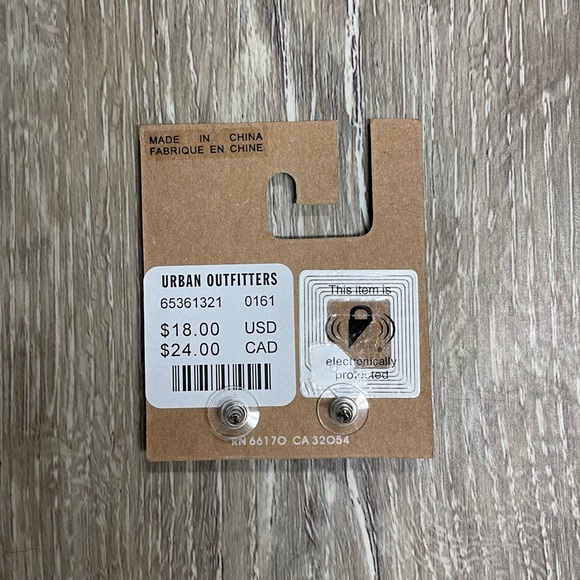 MADE IN CHINA
FABRIQUE EN CHINE
URBAN OUTFITTERS
65361321 0161
$18.00 USD
$24.00 CAD
This item is
electronically
protected
RN 66170 CA 32054